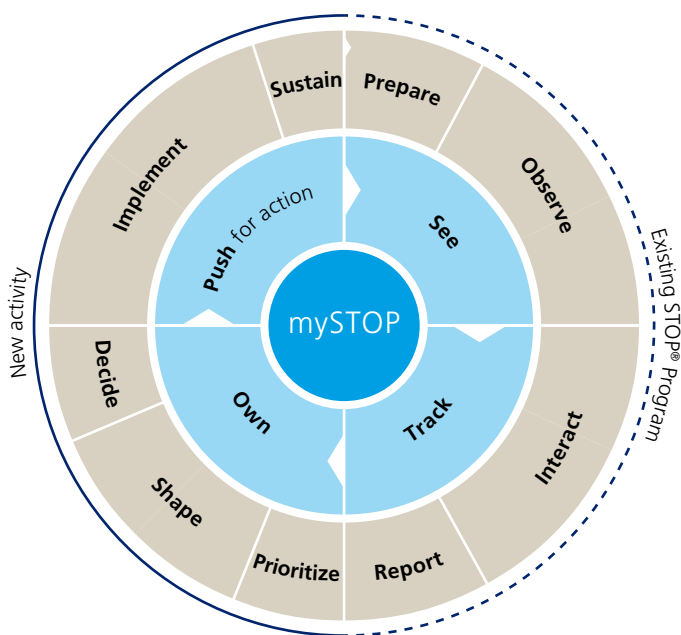 mySTOP
See
Track
Own
Push for action
Prepare
Observe
Interact
Report
Prioritize
Shape
Decide
Implement
Sustain
Existing STOP® Program
New activity